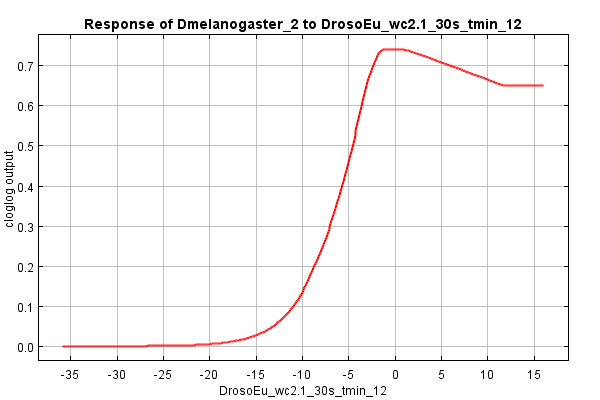 Response of Dmelanogaster_2 to DrosoEu_wc2.1_30s_tmin_12
cloglog output
0.7
0.6
0.5
0.4
0.3
0.2
0.1
0.0
-35 -30 -25 -20 -15 -10 -5 0 5 10 15
DrosoEu_wc2.1_30s_tmin_12